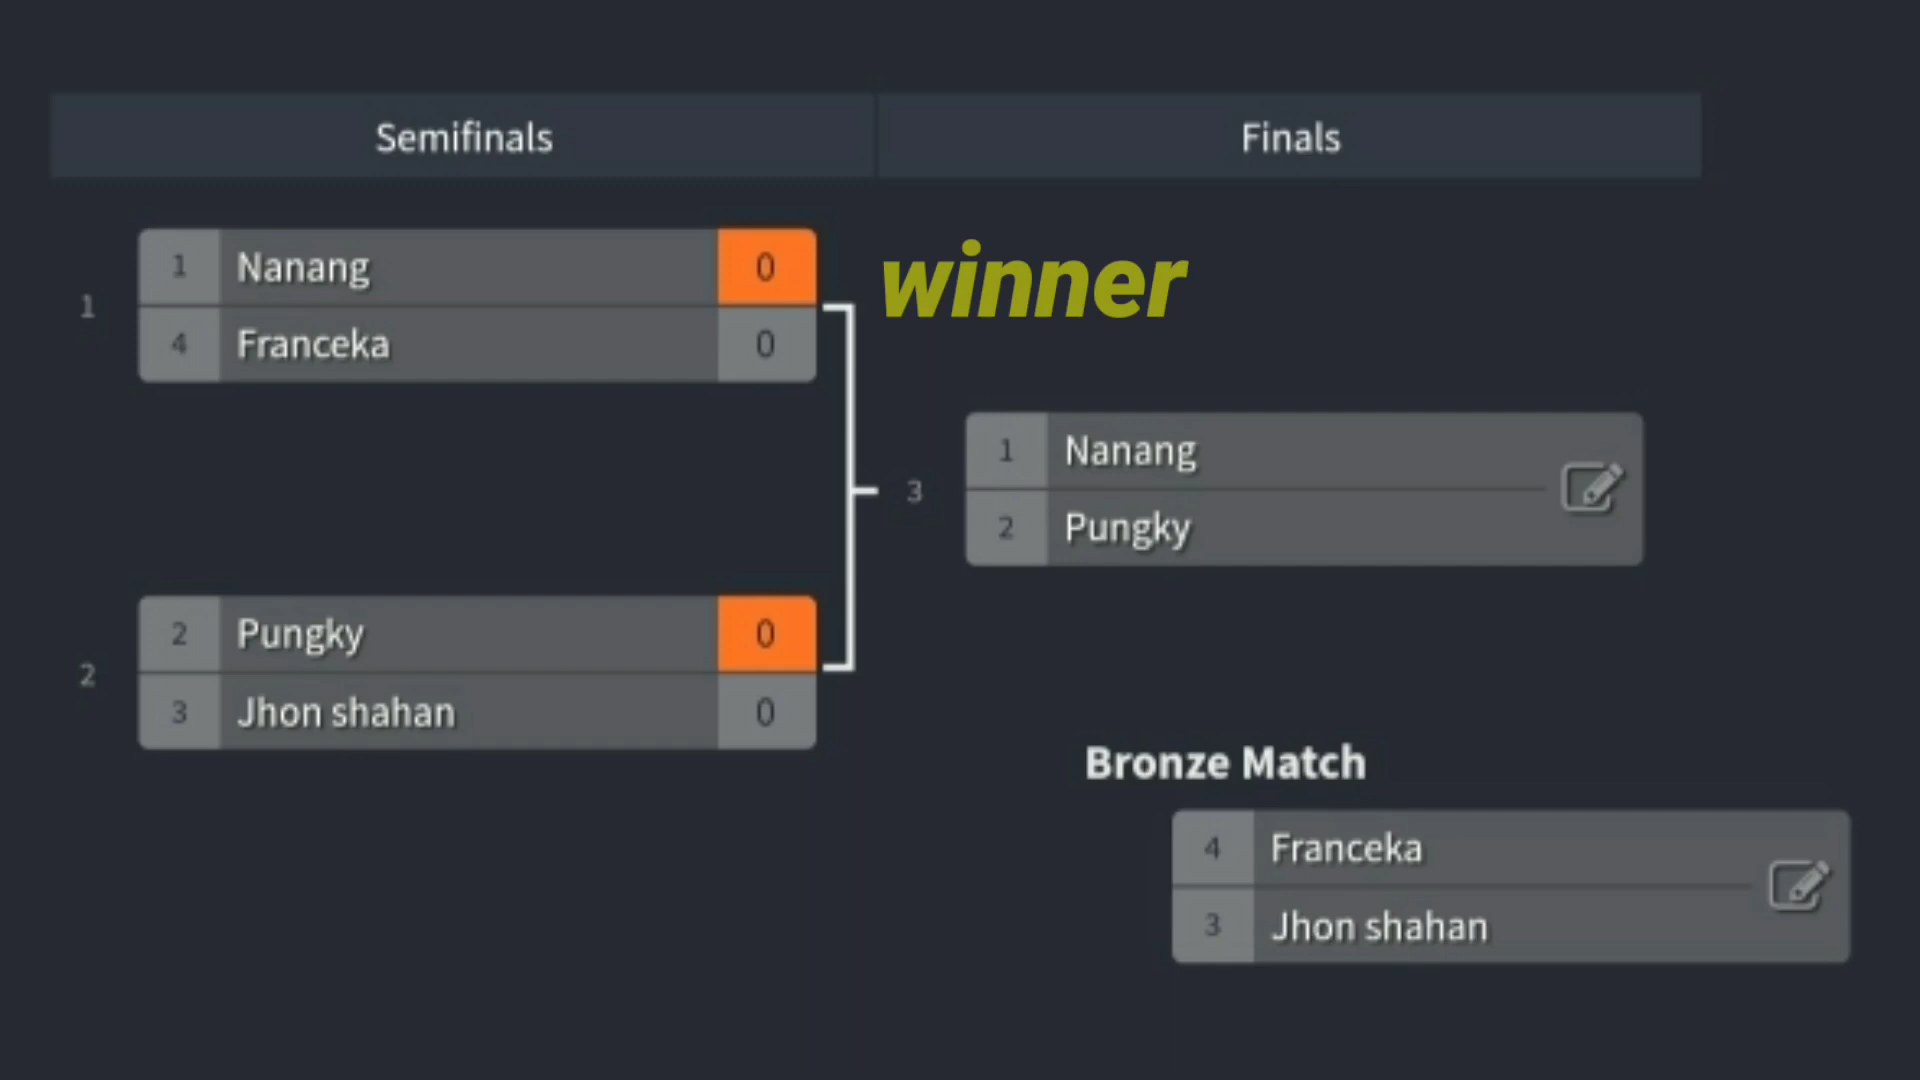 Semifinals Finals
1 Nanang 0 winner
1
4 Franceka 0
1 Nanang
3
2 Pungky
2 Pungky 0
2
3 Jhon shahan 0
Bronze Match
4 Franceka
3 Jhon shahan